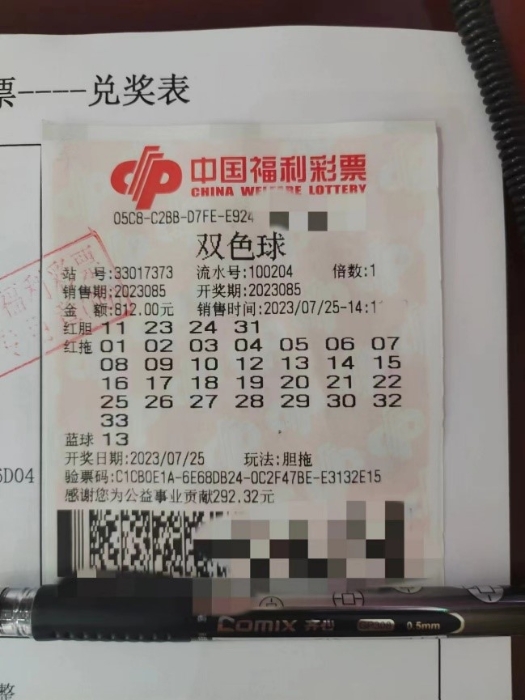 票-----兑奖表
中国福利彩票
CHINA WELFARE LOTTERY
05C8-C2BB-D7FE-E924
双色球
站 号:33017373 流水号:100204 倍数:1
销售期:2023085 开奖期:2023085
金 额:812.00元 销售时间:2023/07/25-14:1
红胆 11 23 24 31
红拖 01 02 03 04 05 06 07
08 09 10 12 13 14 15
16 17 18 19 20 21 22
25 26 27 28 29 30 32
33
蓝球 13
开奖日期:2023/07/25 玩法:胆拖
验票码:C1CB0E1A-6E68DB24-0C2F47BE-E3132E15
感谢您为公益事业贡献292.32元
福利彩票
5D04
COMIX 齐心 0.5mm
整